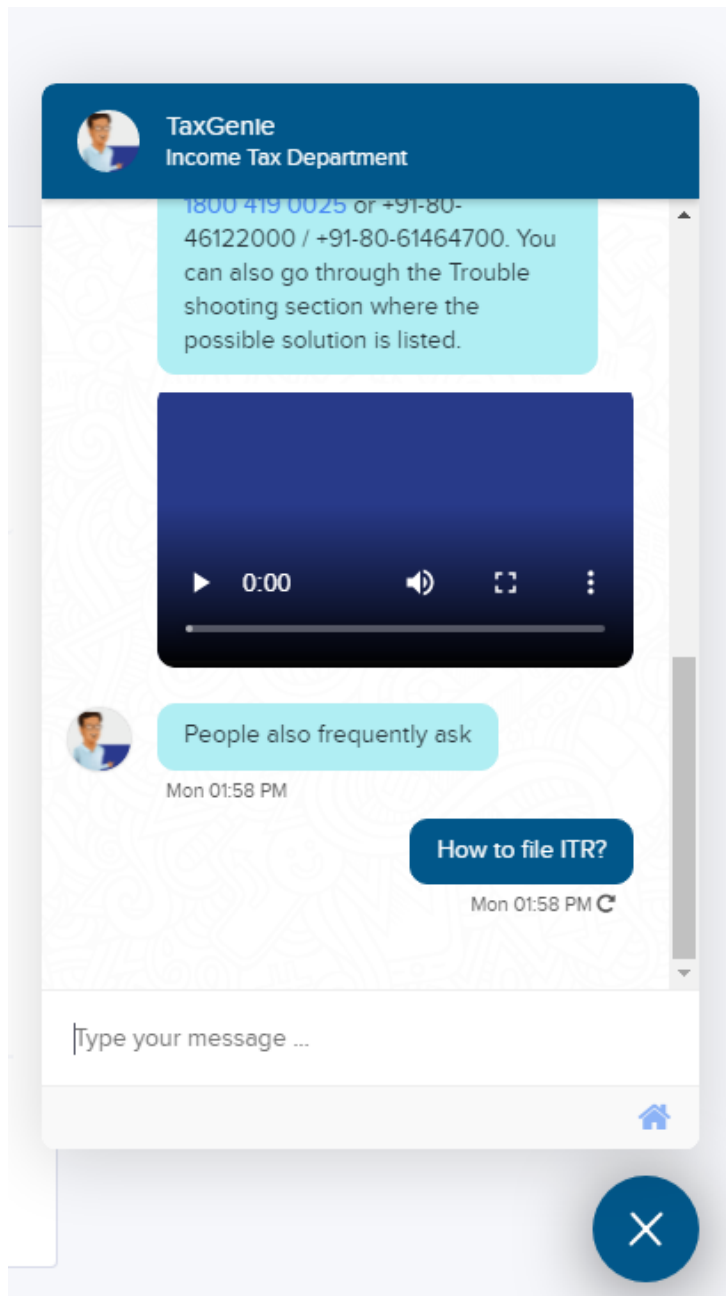 TaxGenie
Income Tax Department
1800 419 0025 or +91-80-
46122000 / +91-80-61464700. You
can also go through the Trouble
shooting section where the
possible solution is listed.
0:00
People also frequently ask
Mon 01:58 PM
How to file ITR?
Mon 01:58 PM
Type your message ...